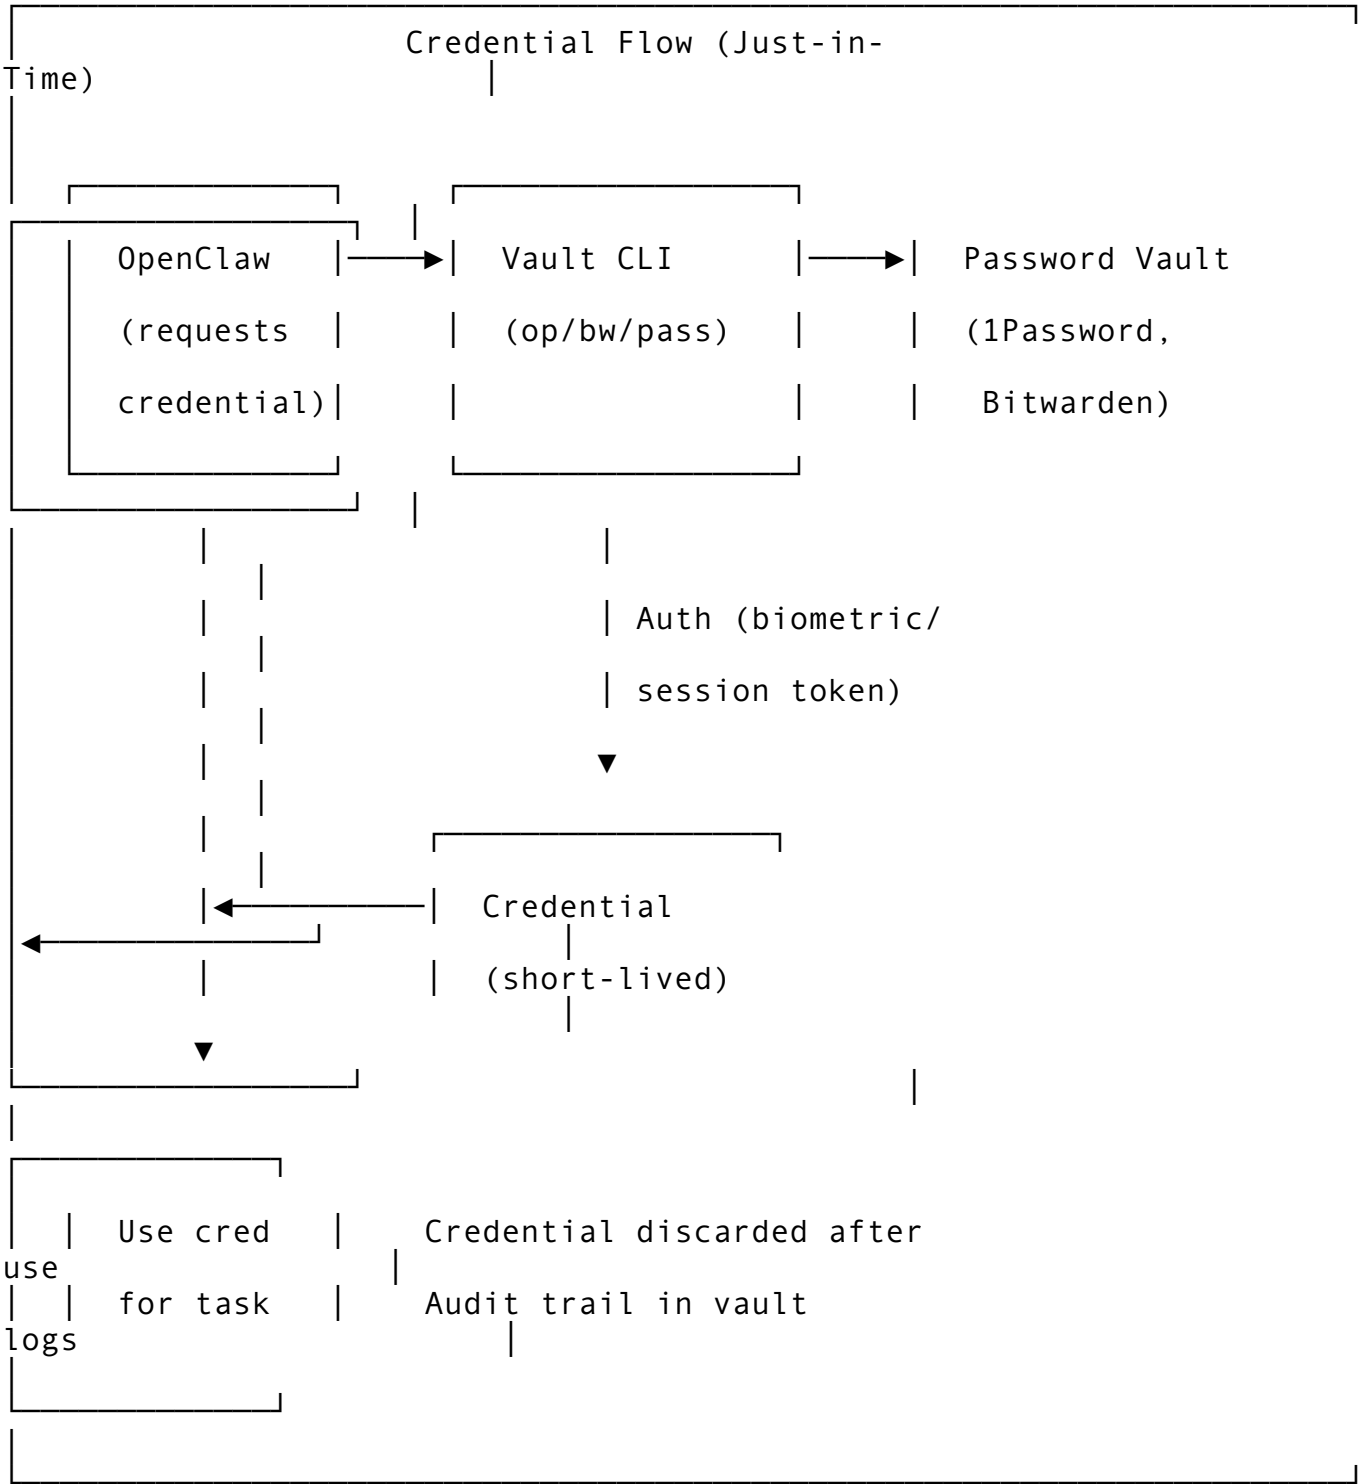 Credential Flow (Just-in-
Time)
OpenClaw Vault CLI Password Vault
(requests (op/bw/pass) (1Password,
credential) Bitwarden)
Auth (biometric/
session token)
Credential
(short-lived)
Use cred Credential discarded after
use
for task Audit trail in vault
logs